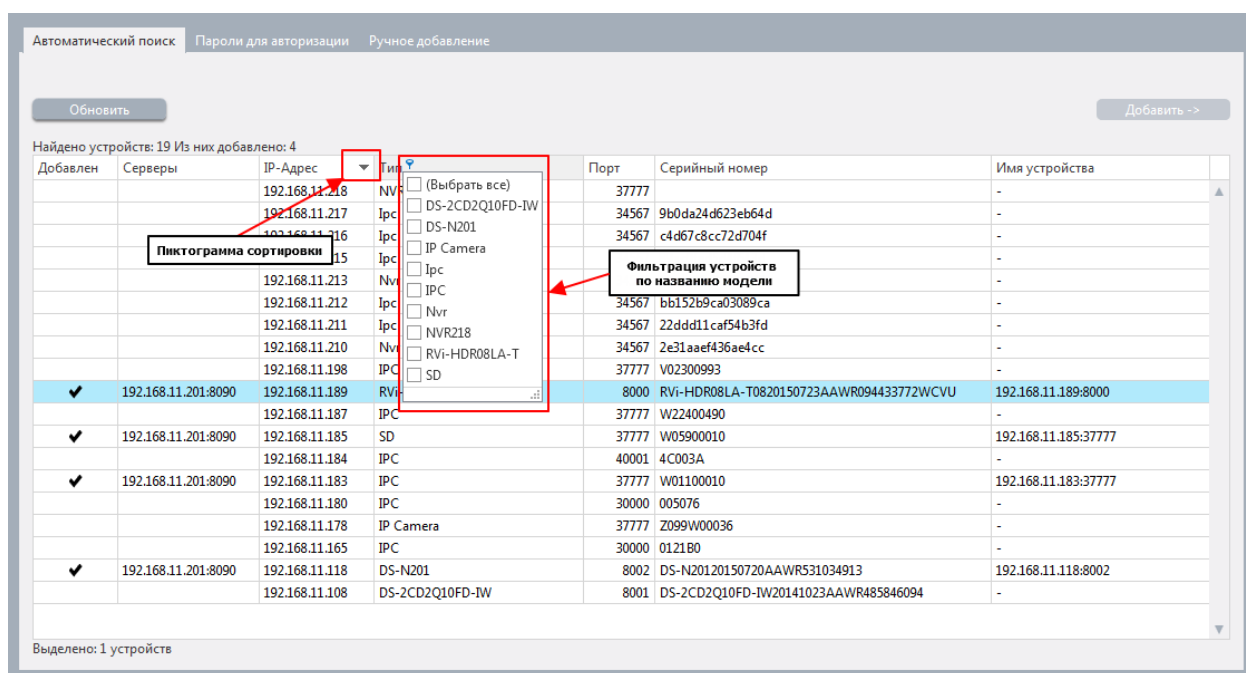 Автоматический поиск Пароли для авторизации Ручное добавление
Обновить Добавить ->
Найдено устройств: 19 Из них добавлено: 4
Добавлен Серверы IP-Адрес Тип Порт Серийный номер Имя устройства
192.168.11.218 NVR 37777 -
192.168.11.217 Ipc 34567 9b0da24d623eb64d -
192.168.11.216 Ipc 34567 c4d67c8cc72d704f -
15 Ipc -
192.168.11.213 Nvr -
192.168.11.212 Ipc 34567 bb152b9ca03089ca -
192.168.11.211 Ipc 34567 22ddd11caf54b3fd -
192.168.11.210 Nvr 34567 2e31aaef436ae4cc -
192.168.11.198 IPC 37777 V02300993 -
192.168.11.201:8090 192.168.11.189 RVi- 8000 RVi-HDR08LA-T0820150723AAWR094433772WCVU 192.168.11.189:8000
192.168.11.187 IPC 37777 W22400490 -
192.168.11.201:8090 192.168.11.185 SD 37777 W05900010 192.168.11.185:37777
192.168.11.184 IPC 40001 4C003A -
192.168.11.201:8090 192.168.11.183 IPC 37777 W01100010 192.168.11.183:37777
192.168.11.180 IPC 30000 005076 -
192.168.11.178 IP Camera 37777 Z099W00036 -
192.168.11.165 IPC 30000 0121B0 -
192.168.11.201:8090 192.168.11.118 DS-N201 8002 DS-N20120150720AAWR531034913 192.168.11.118:8002
192.168.11.108 DS-2CD2Q10FD-IW 8001 DS-2CD2Q10FD-IW20141023AAWR485846094 -
(Выбрать все)
DS-2CD2Q10FD-IW
DS-N201
IP Camera
Ipc
IPC
Nvr
NVR218
RVi-HDR08LA-T
SD
Пиктограмма сортировки
Фильтрация устройств
по названию модели
Выделено: 1 устройств